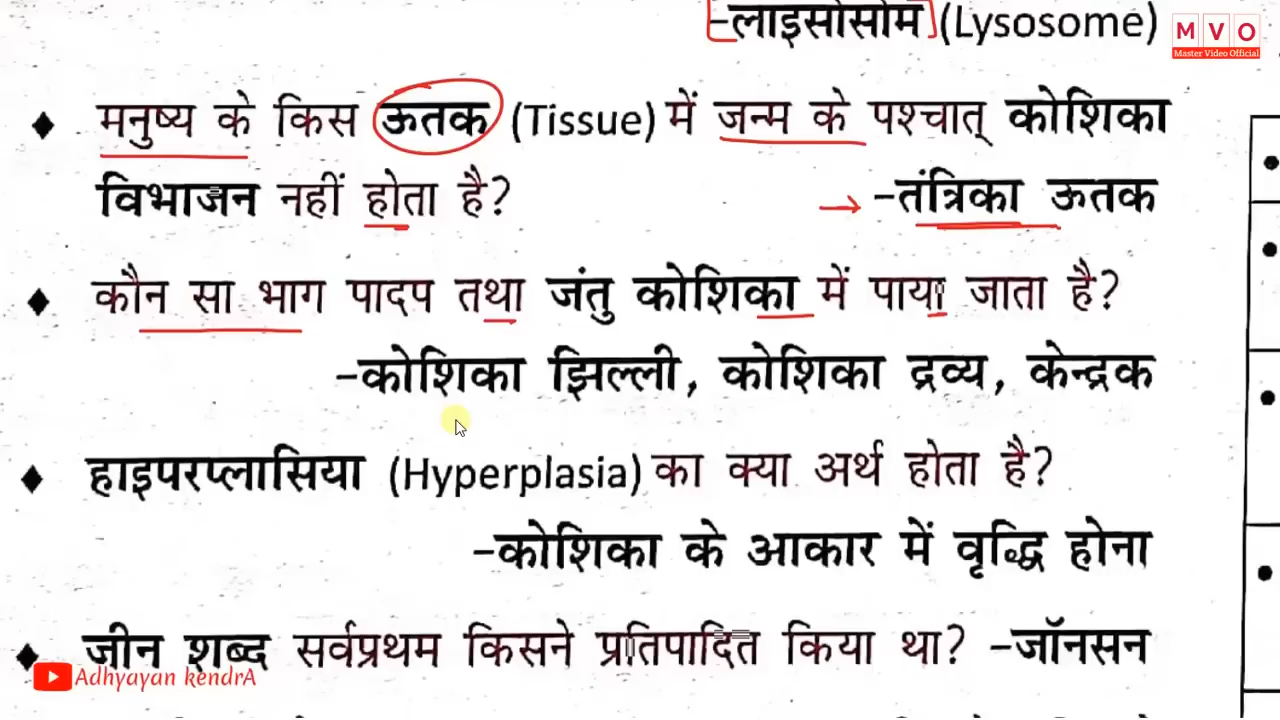 -लाइसोसोम (Lysosome)
M V O
Master Video Official
मनुष्य के किस ऊतक (Tissue) में जन्म के पश्चात् कोशिका
विभाजन नहीं होता है? -तंत्रिका ऊतक
कौन सा भाग पादप तथा जंतु कोशिका में पाया जाता है?
-कोशिका झिल्ली, कोशिका द्रव्य, केन्द्रक
हाइपरप्लासिया (Hyperplasia) का क्या अर्थ होता है?
-कोशिका के आकार में वृद्धि होना
जीन शब्द सर्वप्रथम किसने प्रतिपादित किया था? -जॉनसन
Adhyayan kendrA